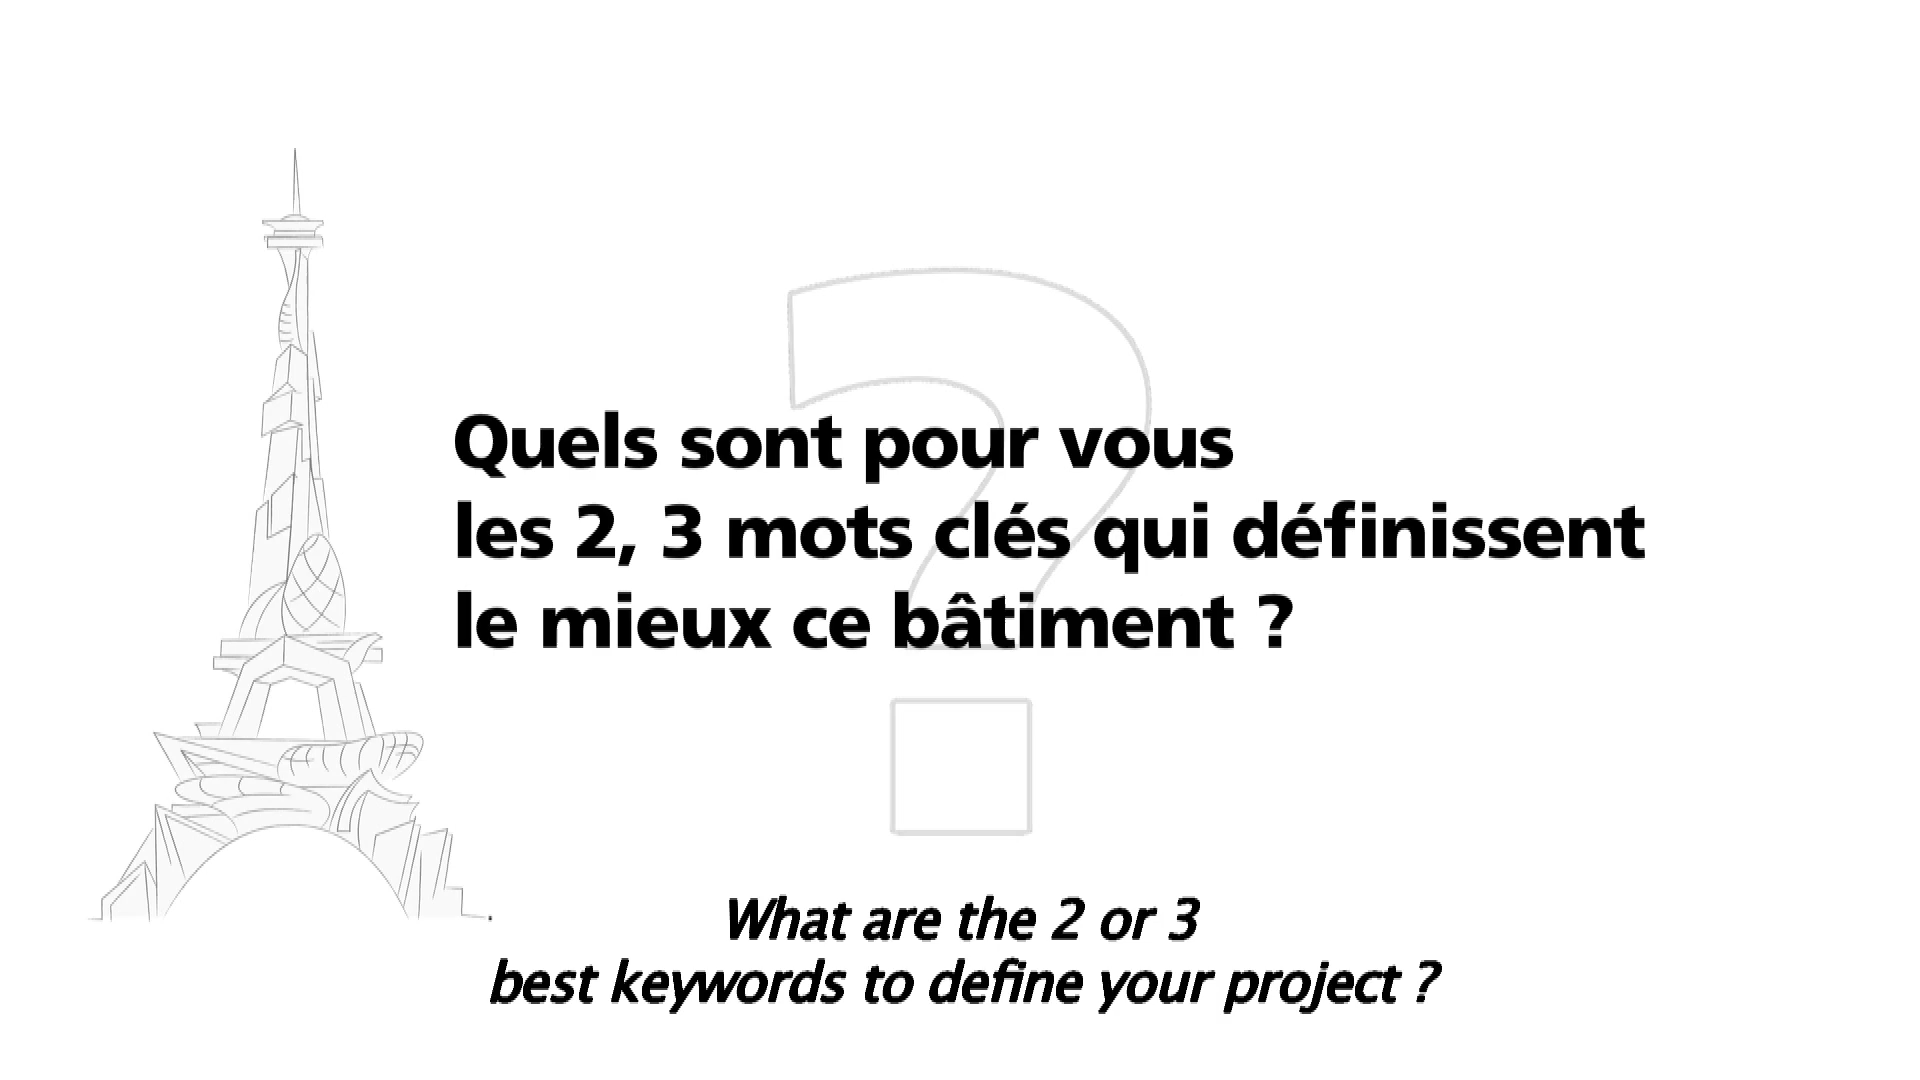 Quels sont pour vous
les 2, 3 mots clés qui définissent
le mieux ce bâtiment ?
What are the 2 or 3
best keywords to define your project ?